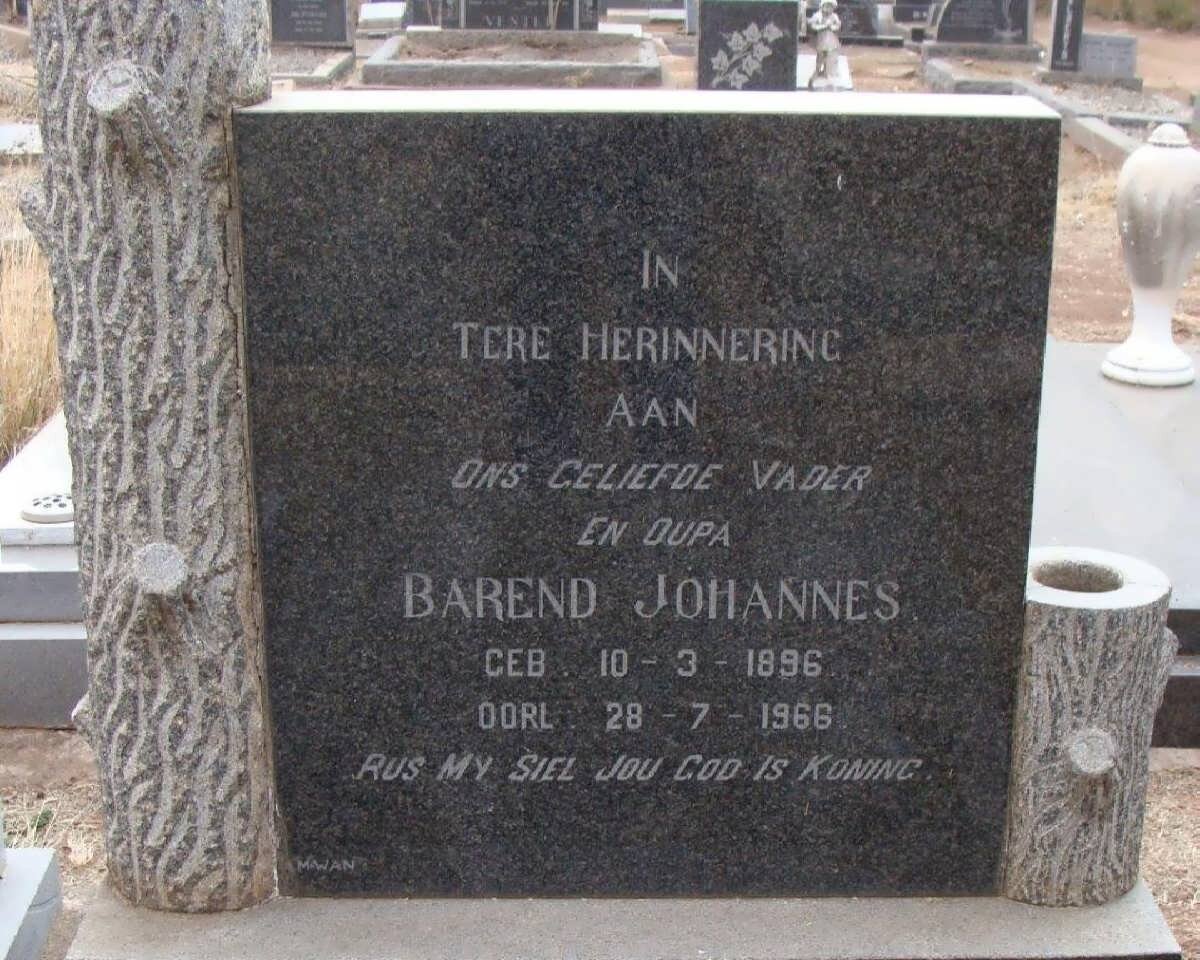 IN
TERE HERINNERING
AAN
ONS GELIEFDE VADER
EN OUPA
BAREND JOHANNES.
GEB. 10 - 3 - 1896.
OORL. 28 - 7 - 1966
RUS MY SIEL JOU GOD IS KONING.